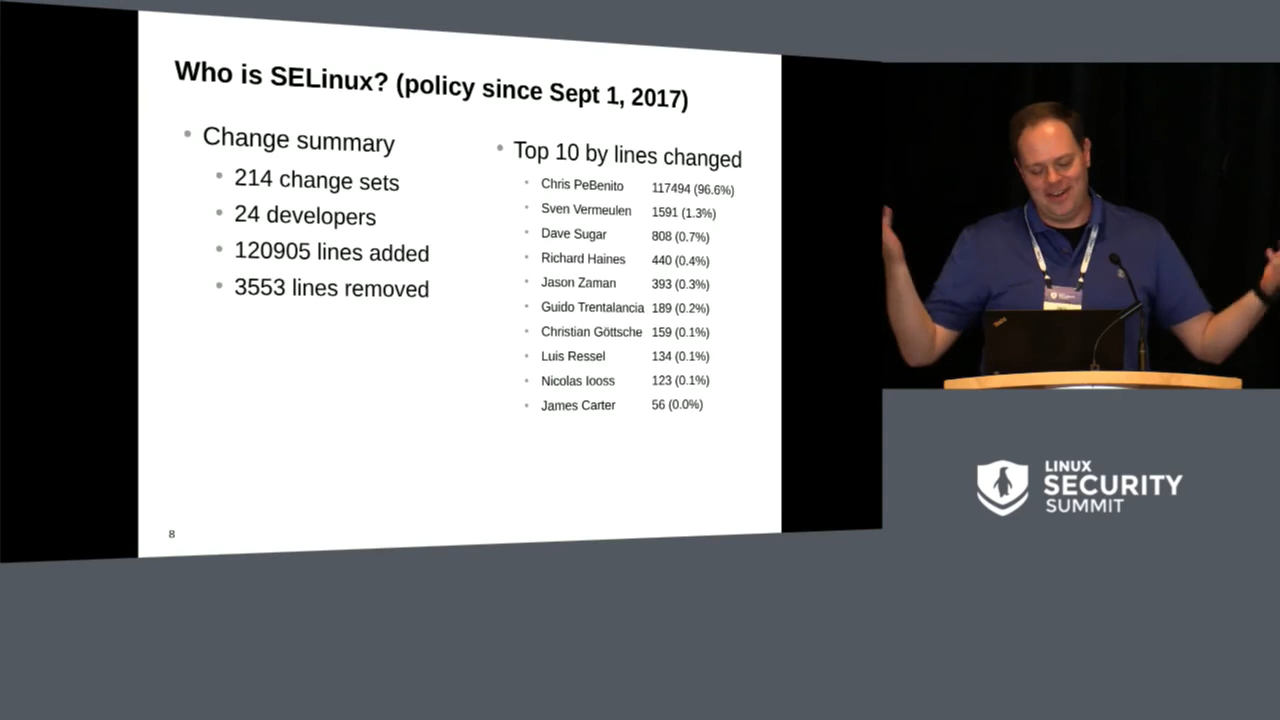 Who is SELinux? (policy since Sept 1, 2017)
Change summary
214 change sets
24 developers
120905 lines added
3553 lines removed
Top 10 by lines changed
Chris PeBenito 117494 (96.6%)
Sven Vermeulen 1591 (1.3%)
Dave Sugar 808 (0.7%)
Richard Haines 440 (0.4%)
Jason Zaman 393 (0.3%)
Guido Trentalancia 189 (0.2%)
Christian Göttsche 159 (0.1%)
Luis Ressel 134 (0.1%)
Nicolas Iooss 123 (0.1%)
James Carter 56 (0.0%)
8
LINUX
SECURITY
SUMMIT